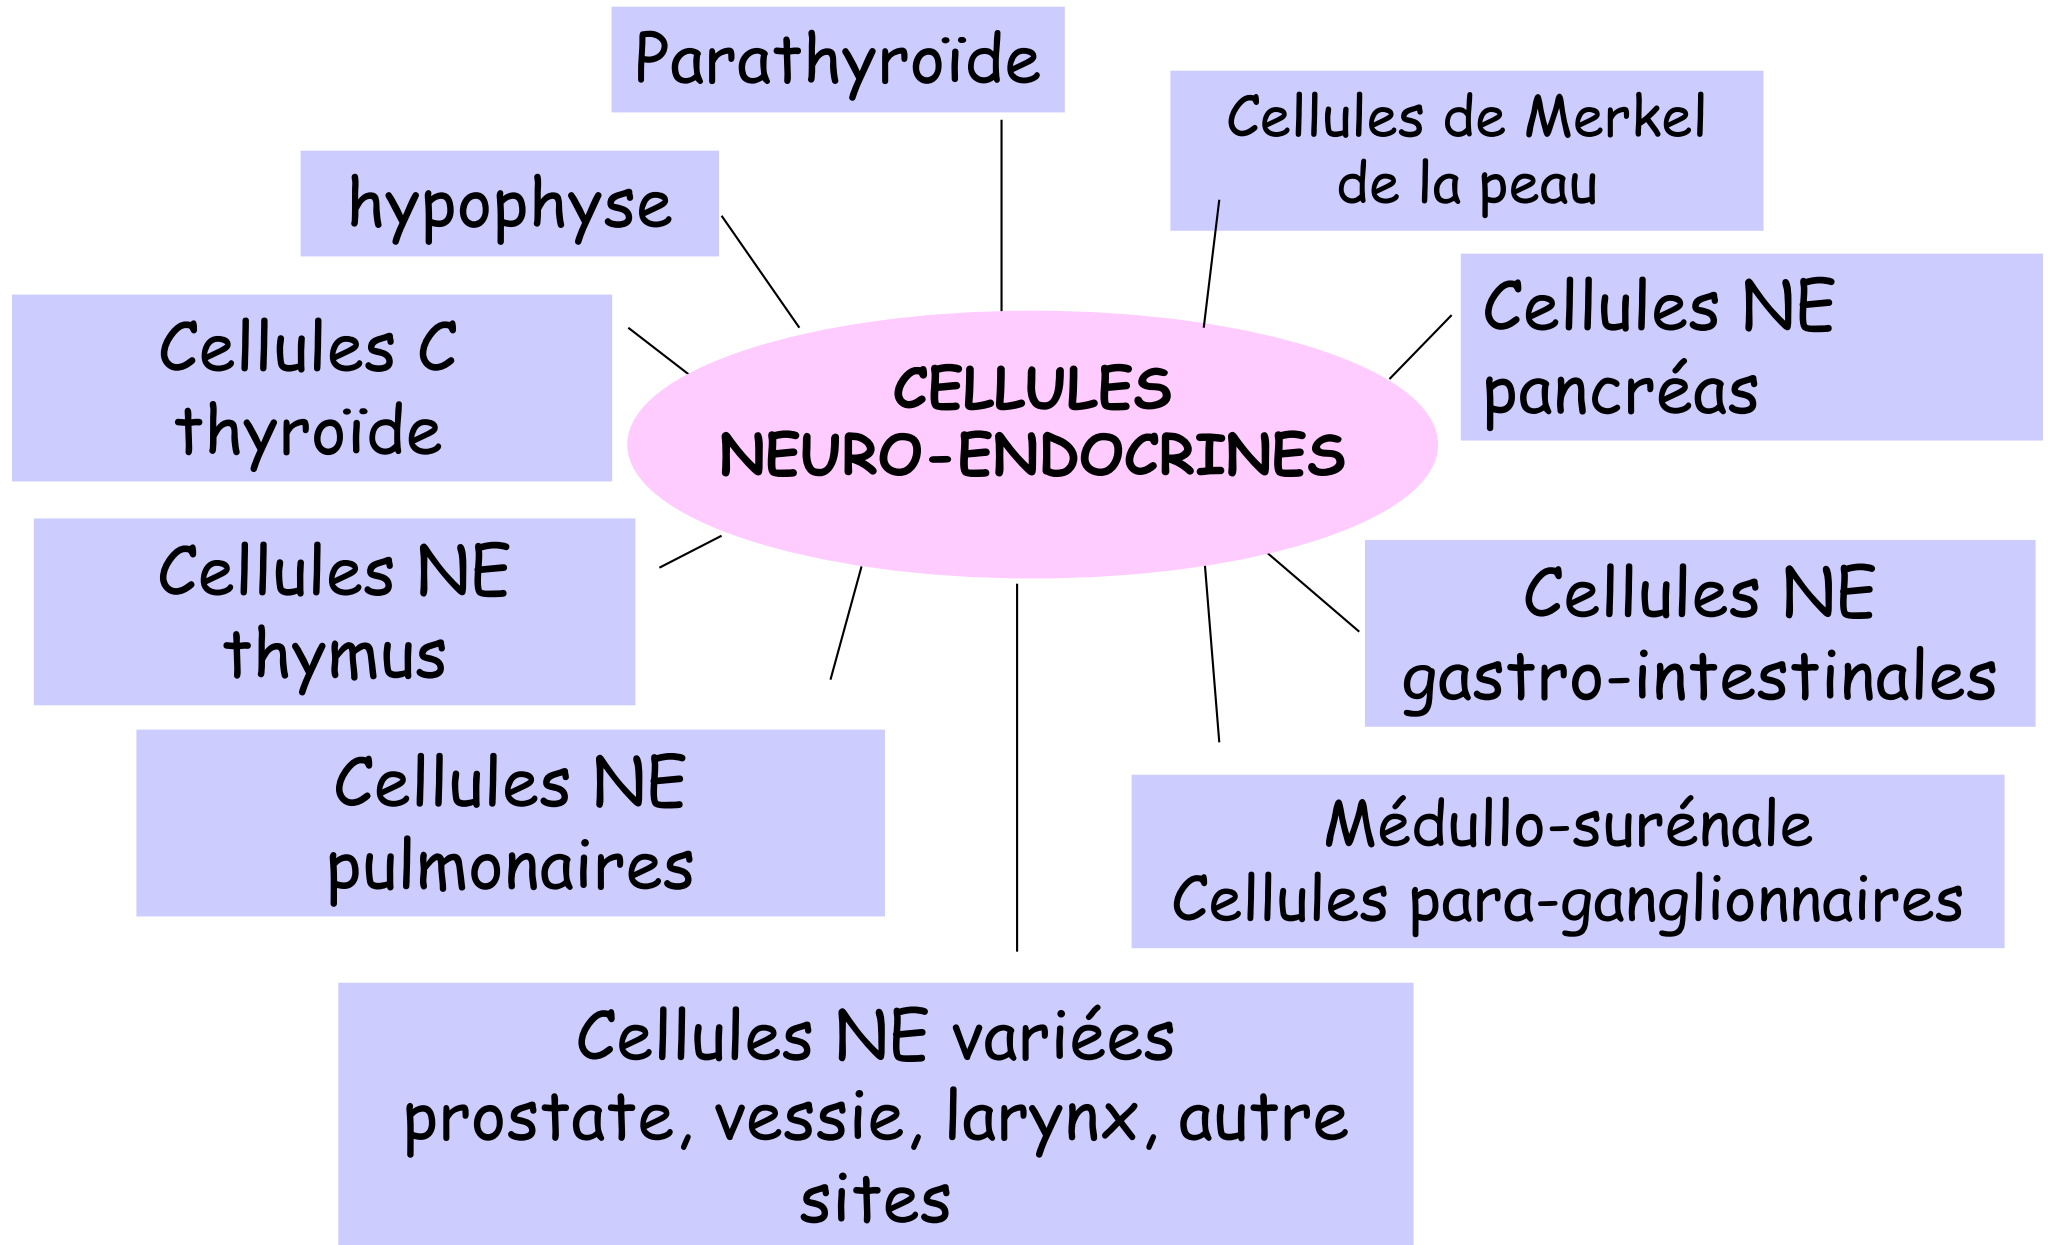 Parathyroïde
Cellules de Merkel
de la peau
hypophyse
Cellules NE
pancréas
Cellules C
thyroïde
CELLULES
NEURO-ENDOCRINES
Cellules NE
thymus
Cellules NE
gastro-intestinales
Cellules NE
pulmonaires
Médullo-surénale
Cellules para-ganglionnaires
Cellules NE variées
prostate, vessie, larynx, autre
sites